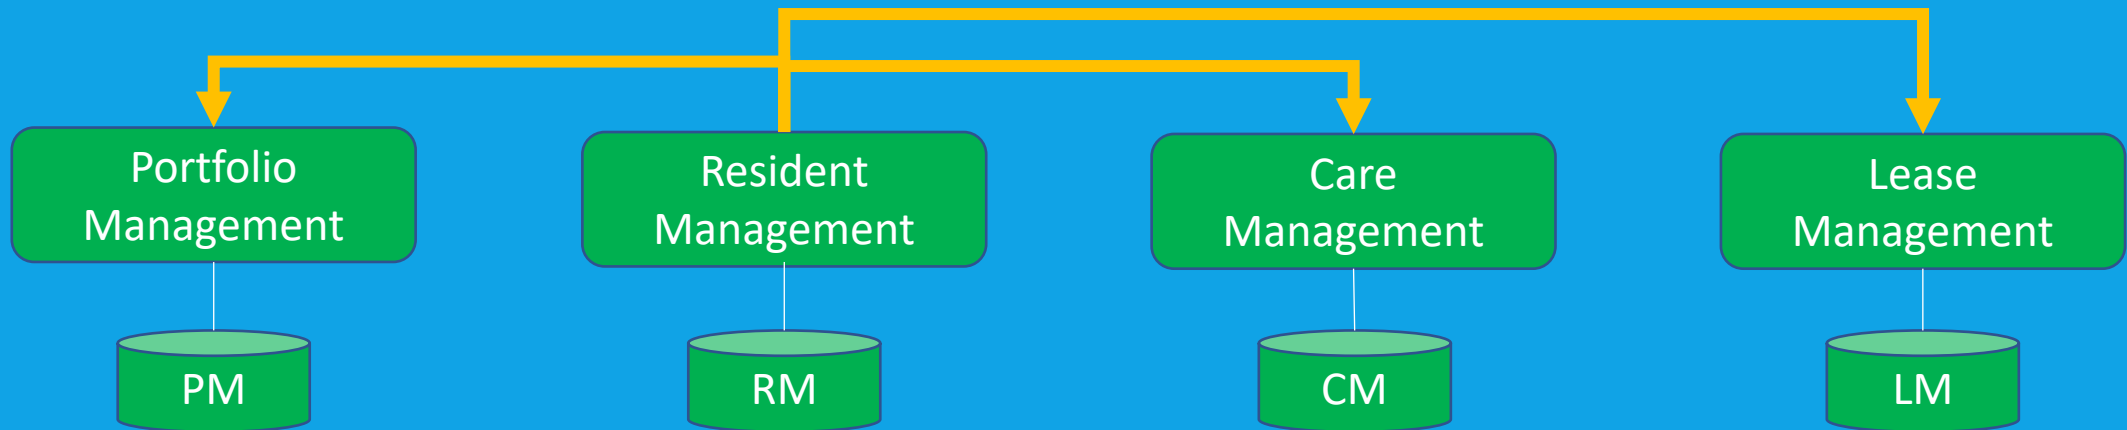 Portfolio
Management
Resident
Management
Care
Management
Lease
Management
PM
RM
CM
LM